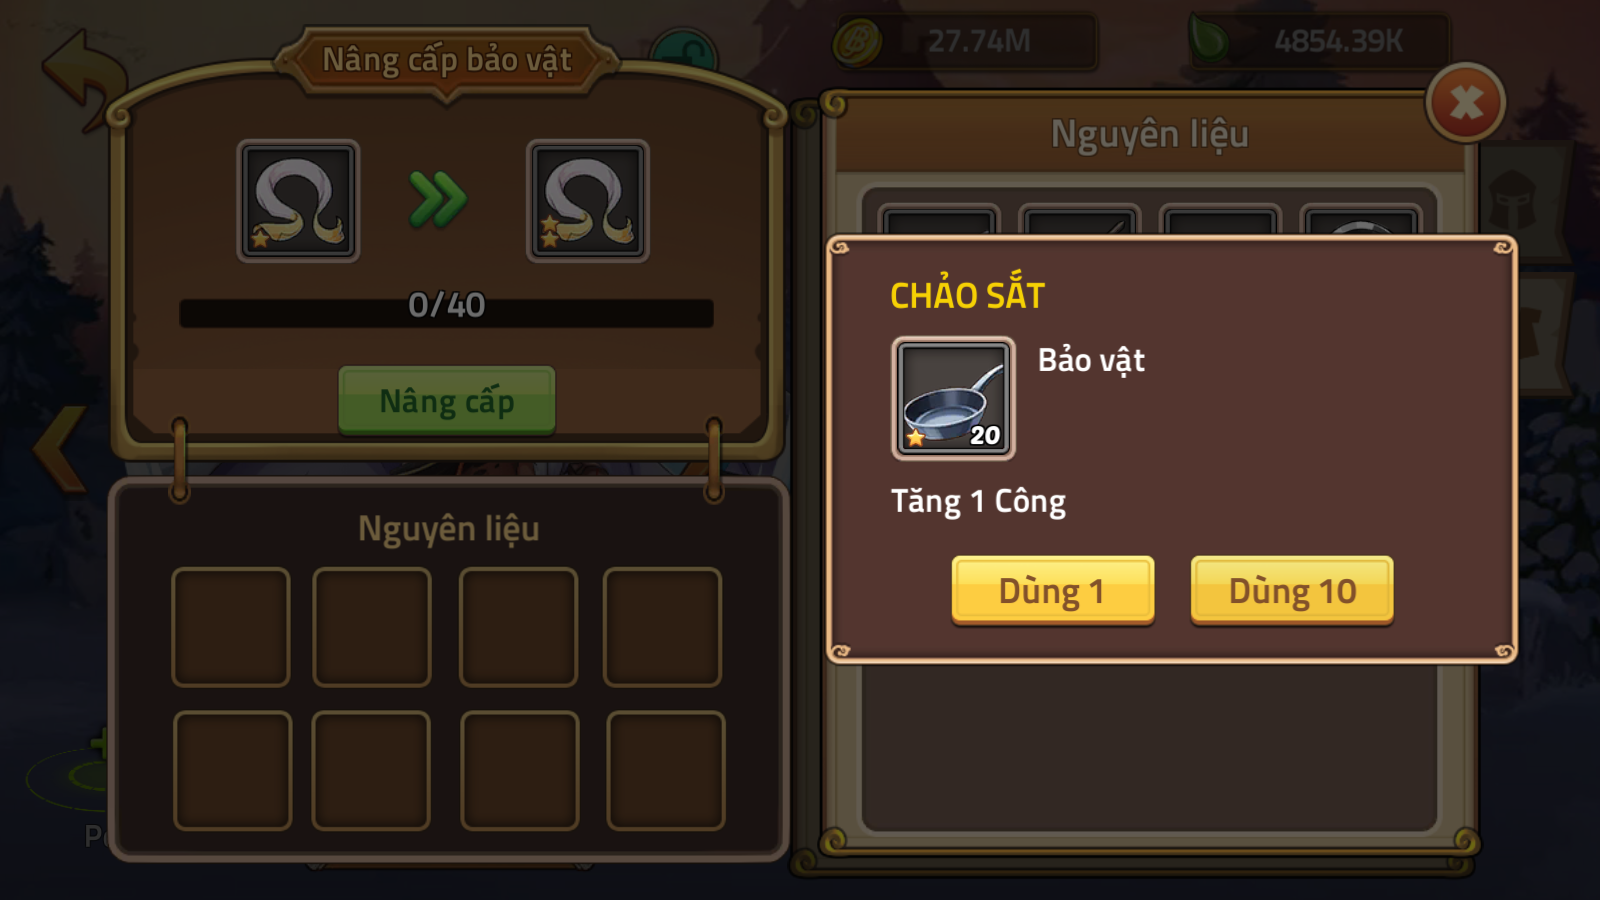 Nâng cấp bảo vật
27.74M
4854.39K
Nguyên liệu
0/40
Nâng cấp
Nguyên liệu
CHẢO SẮT
Bảo vật
20
Tăng 1 Công
Dùng 1
Dùng 10